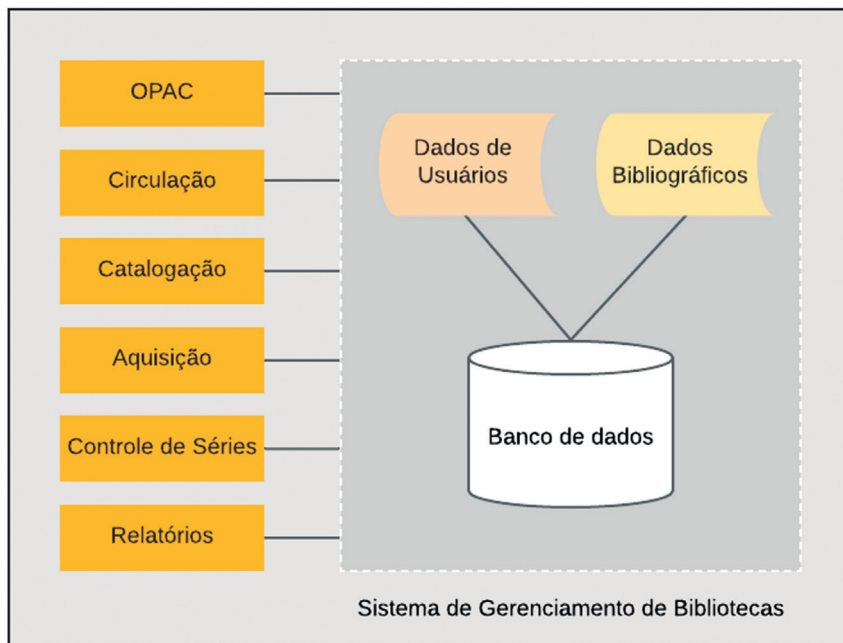 OPAC
Circulação
Catalogação
Aquisição
Controle de Séries
Relatórios
Dados de
Usuários
Dados
Bibliográficos
Banco de dados
Sistema de Gerenciamento de Bibliotecas